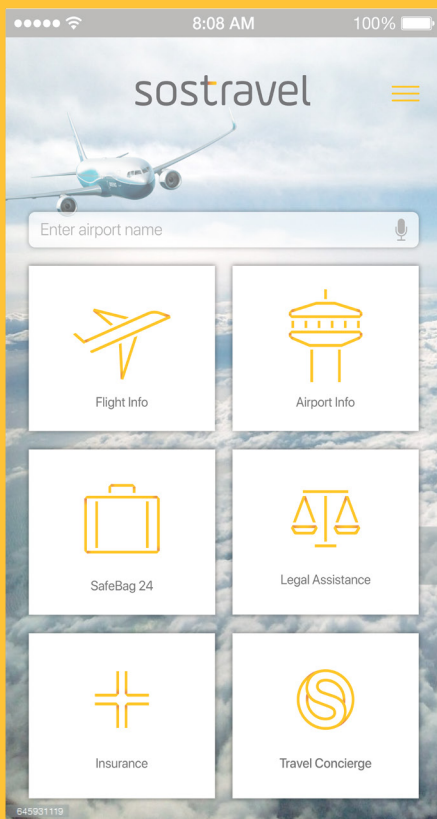 8:08 AM 100%
sostravel
Enter airport name
Flight Info Airport Info
SafeBag 24 Legal Assistance
Insurance Travel Concierge
645931119